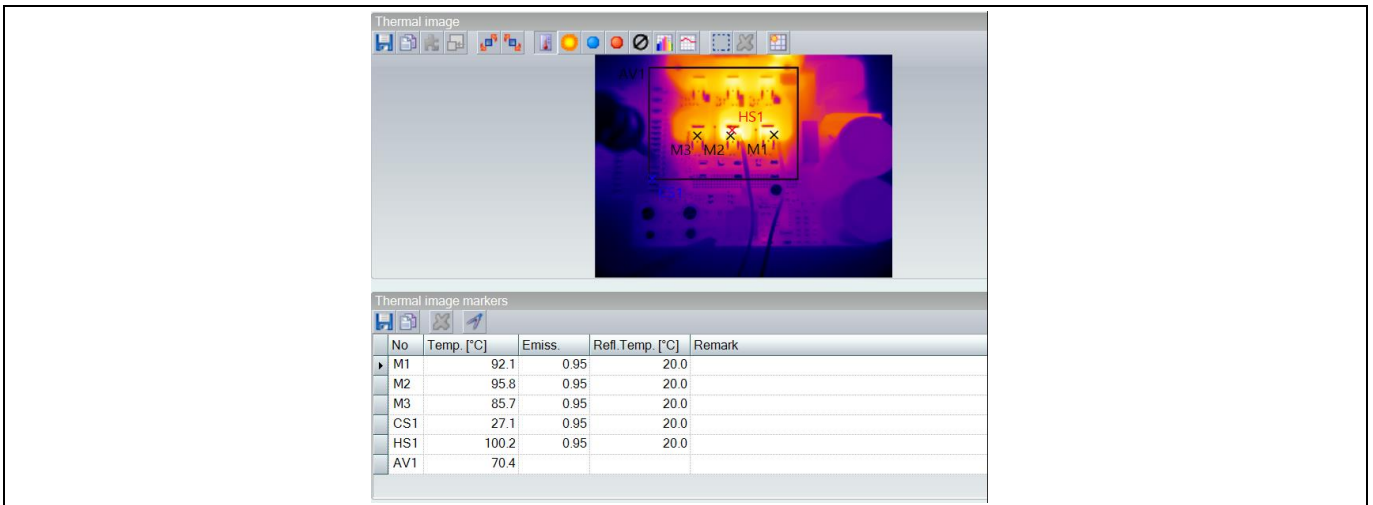 Thermal image
AV1
HS1
M3 M2 M1
CS1
Thermal image markers
No Temp. [°C] Emiss. Refl.Temp. [°C] Remark
M1 92.1 0.95 20.0
M2 95.8 0.95 20.0
M3 85.7 0.95 20.0
CS1 27.1 0.95 20.0
HS1 100.2 0.95 20.0
AV1 70.4